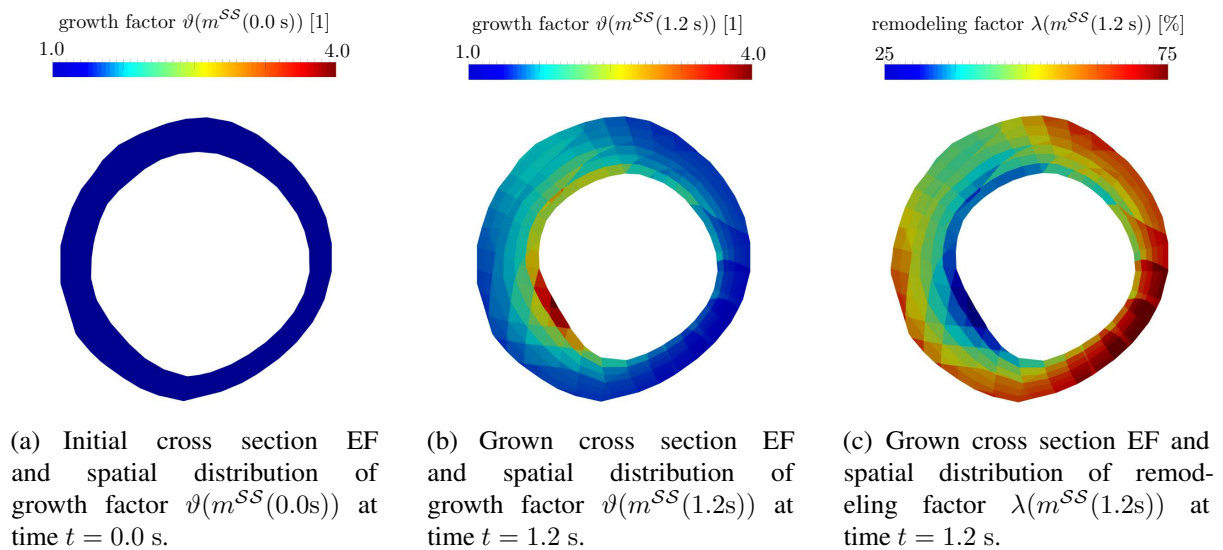 growth factor ϑ(m^{SS}(0.0 s)) [1]
1.0 4.0
growth factor ϑ(m^{SS}(1.2 s)) [1]
1.0 4.0
remodeling factor λ(m^{SS}(1.2 s)) [%]
25 75
(a) Initial cross section EF
and spatial distribution of
growth factor ϑ(m^{SS}(0.0s)) at
time t = 0.0 s.
(b) Grown cross section EF
and spatial distribution of
growth factor ϑ(m^{SS}(1.2s)) at
time t = 1.2 s.
(c) Grown cross section EF and
spatial distribution of remod-
eling factor λ(m^{SS}(1.2s)) at
time t = 1.2 s.